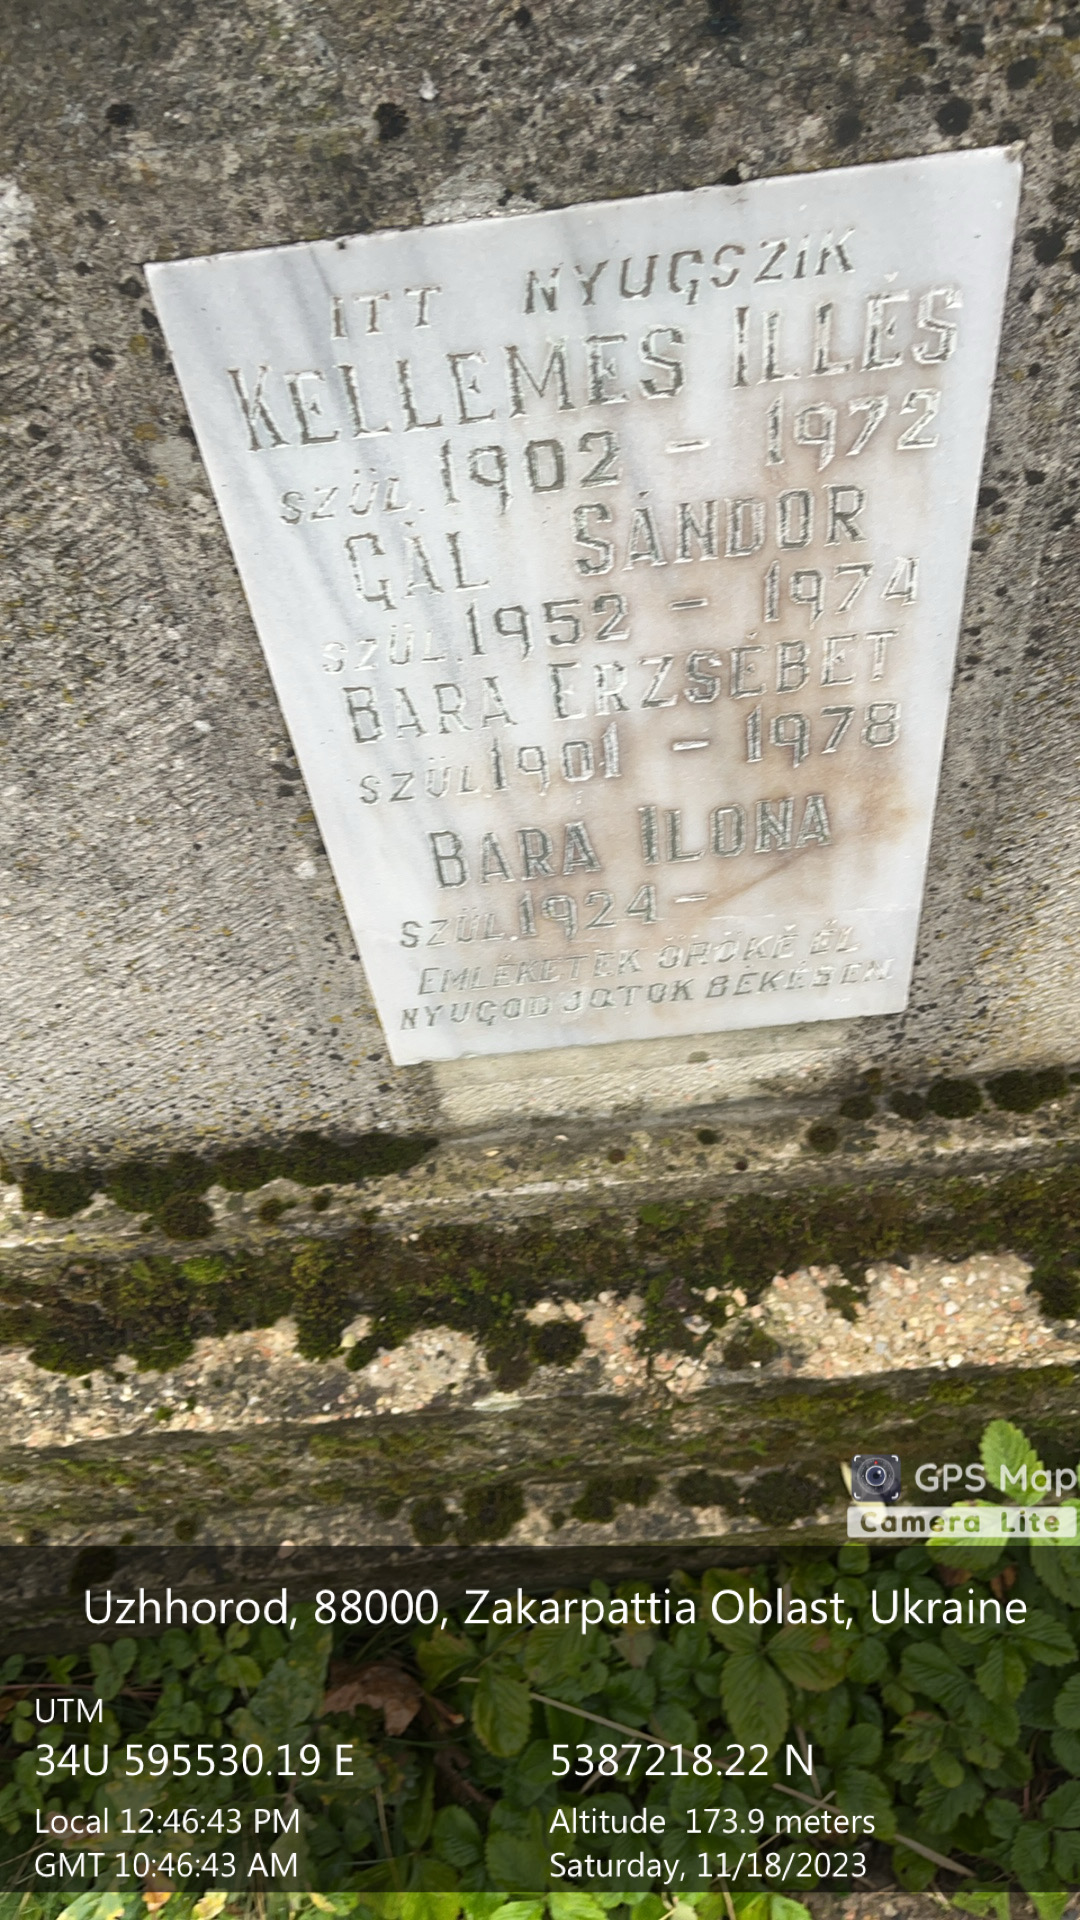 ITT NYUGSZIK
KELLEMES ILLÉS
SZÜL. 1902 - 1972
GÁL SÁNDOR
SZÜL. 1952 - 1974
BARA ERZSÉBET
SZÜL. 1901 - 1978
BARA ILONA
SZÜL. 1924 -
EMLÉKETEK ÖRÖKÉ ÉL
NYUGODJATOK BEKÉSEN
GPS Map
Camera Lite
Uzhhorod, 88000, Zakarpattia Oblast, Ukraine
UTM
34U 595530.19 E 5387218.22 N
Local 12:46:43 PM Altitude 173.9 meters
GMT 10:46:43 AM Saturday, 11/18/2023